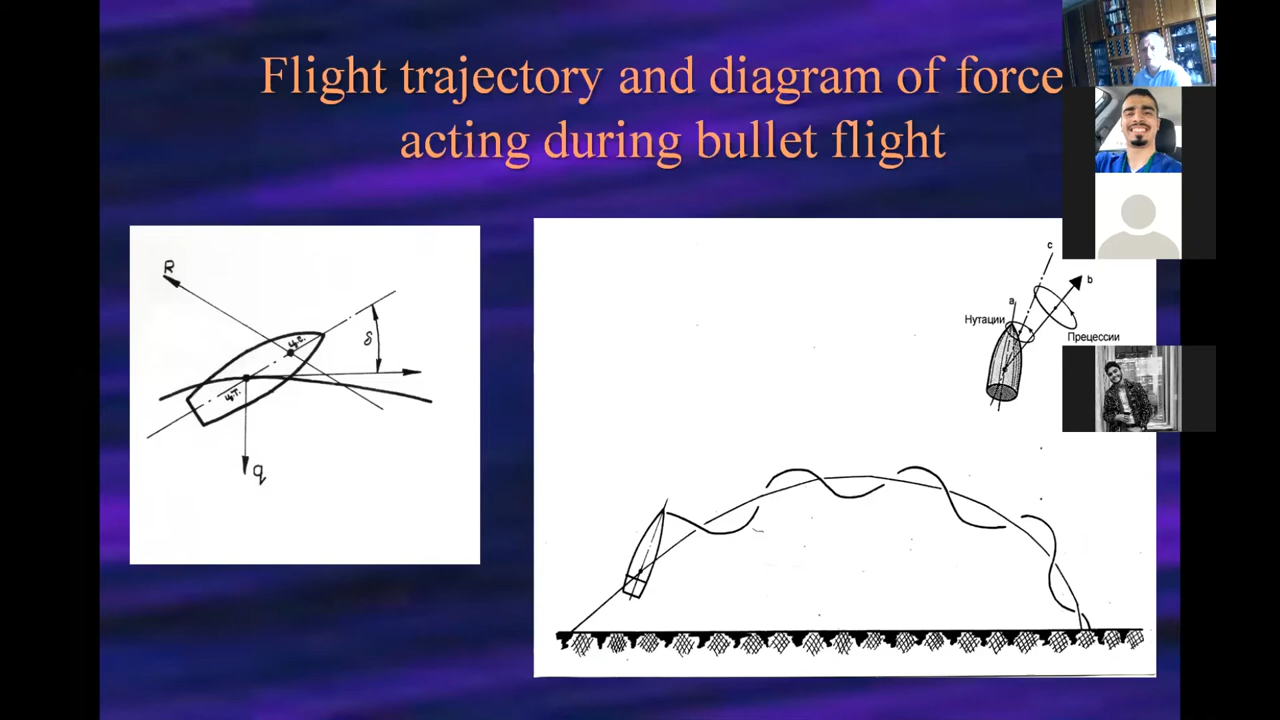 Flight trajectory and diagram of force
acting during bullet flight
R
ц.с.
δ
ц.т.
q
c
b
a
Нутации
Прецессии